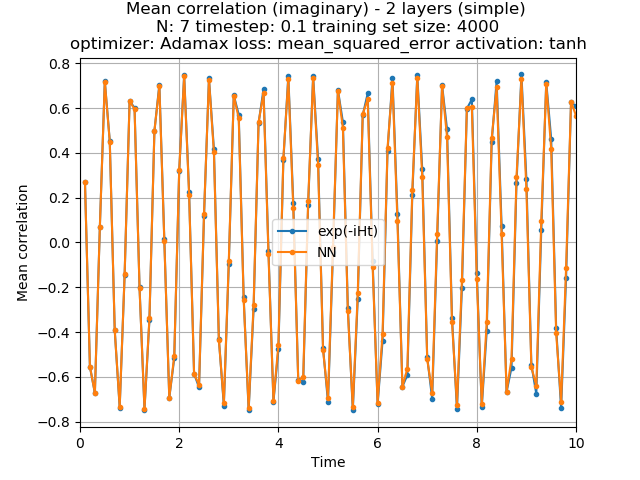 Mean correlation (imaginary) - 2 layers (simple)
N: 7 timestep: 0.1 training set size: 4000
optimizer: Adamax loss: mean_squared_error activation: tanh
Mean correlation
0.8
0.6
0.4
0.2
0.0
−0.2
−0.4
−0.6
−0.8
exp(-iHt)
NN
0
2
4
6
8
10
Time